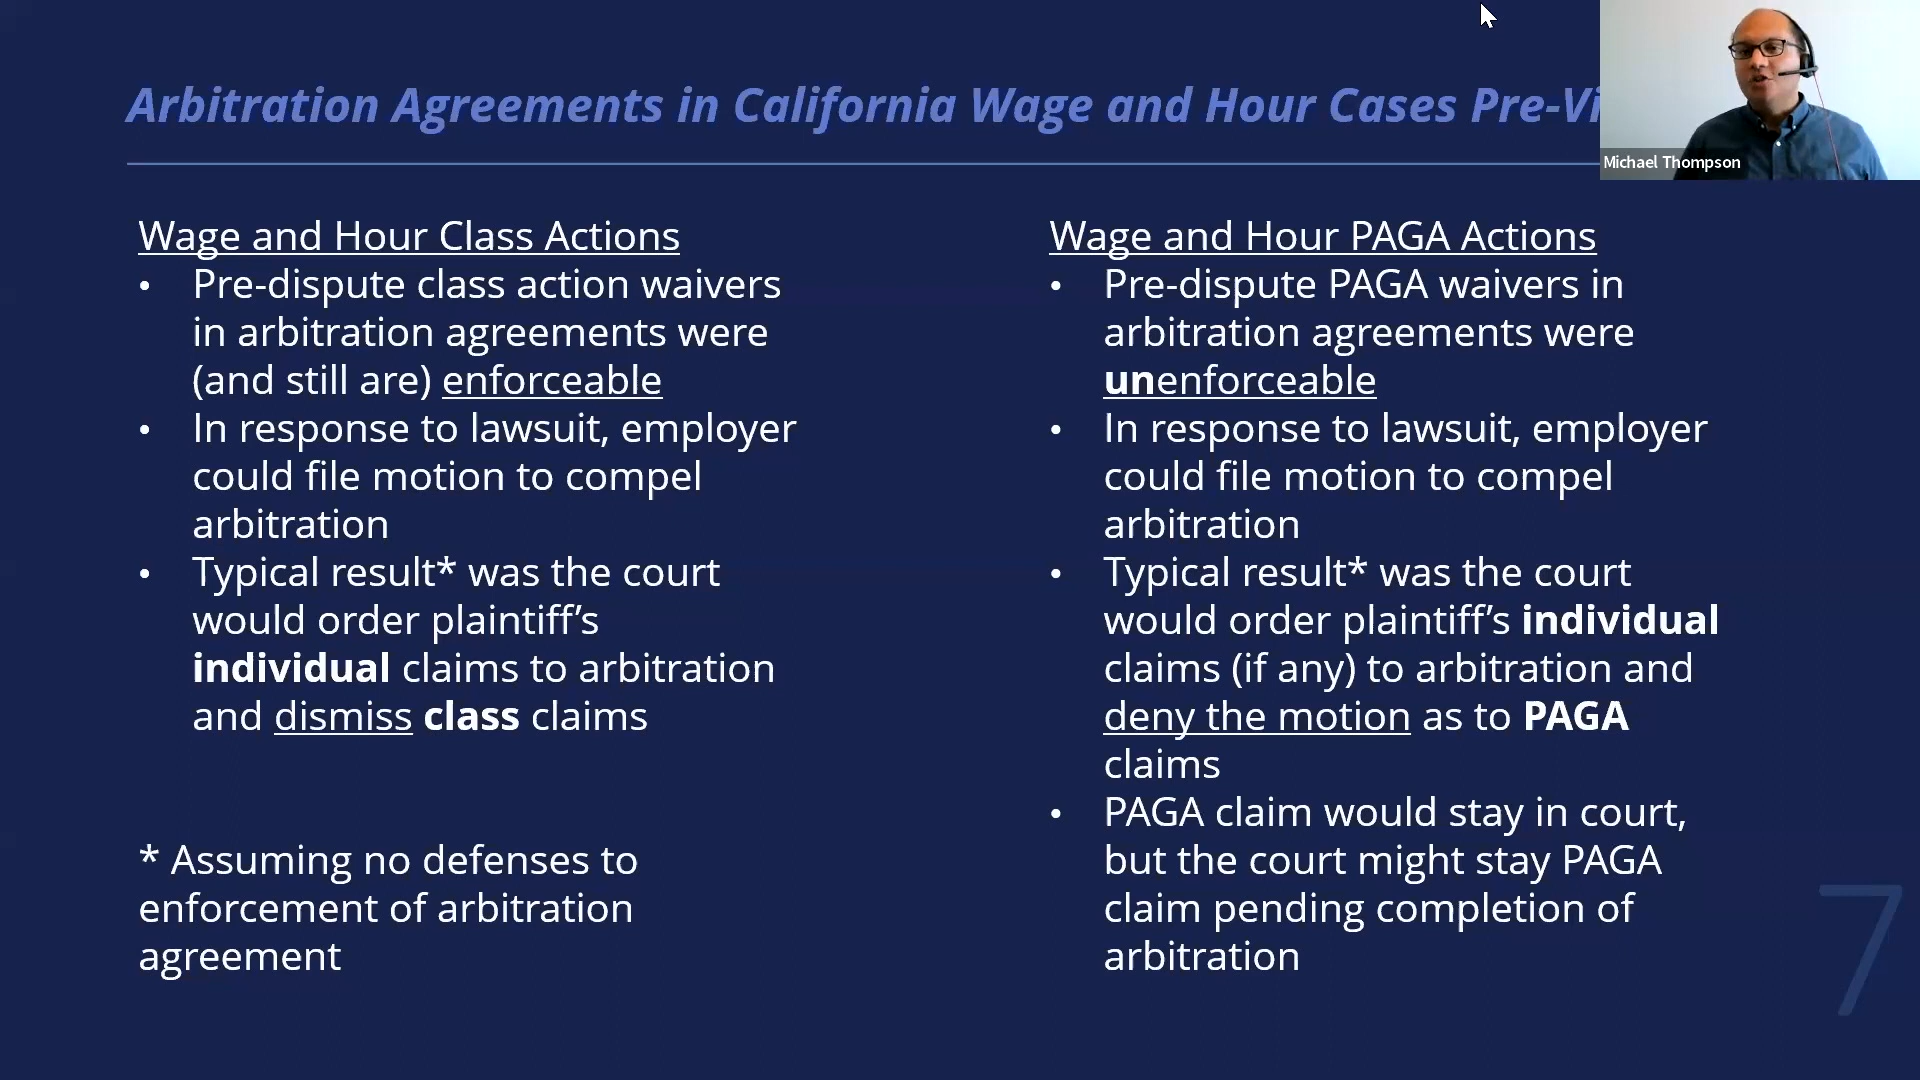 Arbitration Agreements in California Wage and Hour Cases Pre-Vi
Michael Thompson
Wage and Hour Class Actions
• Pre-dispute class action waivers
in arbitration agreements were
(and still are) enforceable
• In response to lawsuit, employer
could file motion to compel
arbitration
• Typical result* was the court
would order plaintiff’s
individual claims to arbitration
and dismiss class claims
* Assuming no defenses to
enforcement of arbitration
agreement
Wage and Hour PAGA Actions
• Pre-dispute PAGA waivers in
arbitration agreements were
unenforceable
• In response to lawsuit, employer
could file motion to compel
arbitration
• Typical result* was the court
would order plaintiff’s individual
claims (if any) to arbitration and
deny the motion as to PAGA
claims
• PAGA claim would stay in court,
but the court might stay PAGA
claim pending completion of
arbitration
7